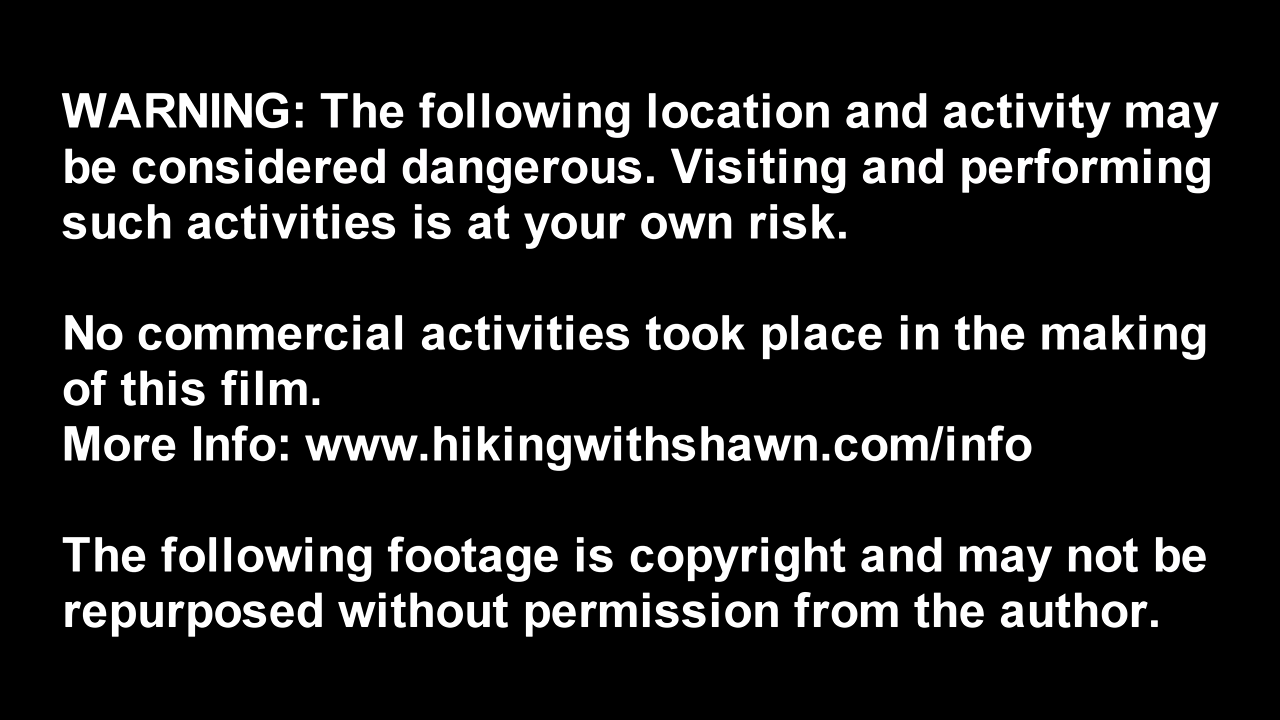 WARNING: The following location and activity may
be considered dangerous. Visiting and performing
such activities is at your own risk.
No commercial activities took place in the making
of this film.
More Info: www.hikingwithshawn.com/info
The following footage is copyright and may not be
repurposed without permission from the author.